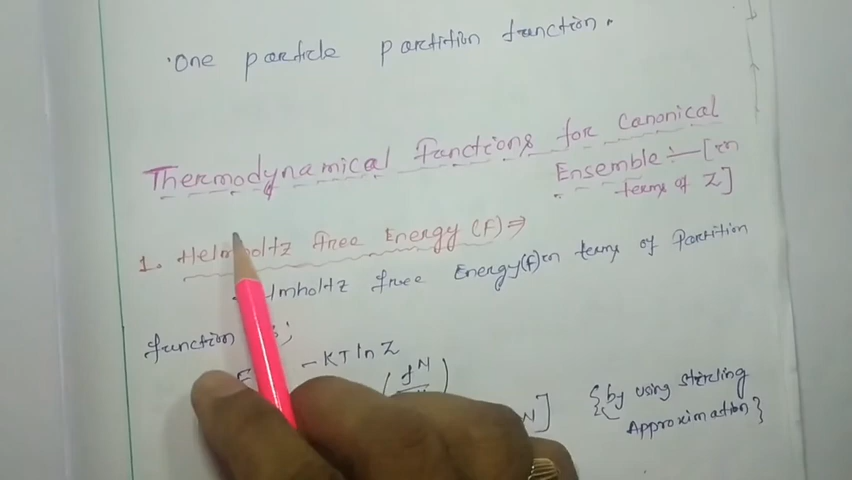 One particle partition function.
Thermodynamical functions for Canonical
Ensemble :— [in
terms of Z]
1. Helmholtz free Energy (F) ⇒
lmholtz free Energy(F)in terms of Partition
function
- KT ln Z
( f^N
N ]
{by using sterling
Approximation}